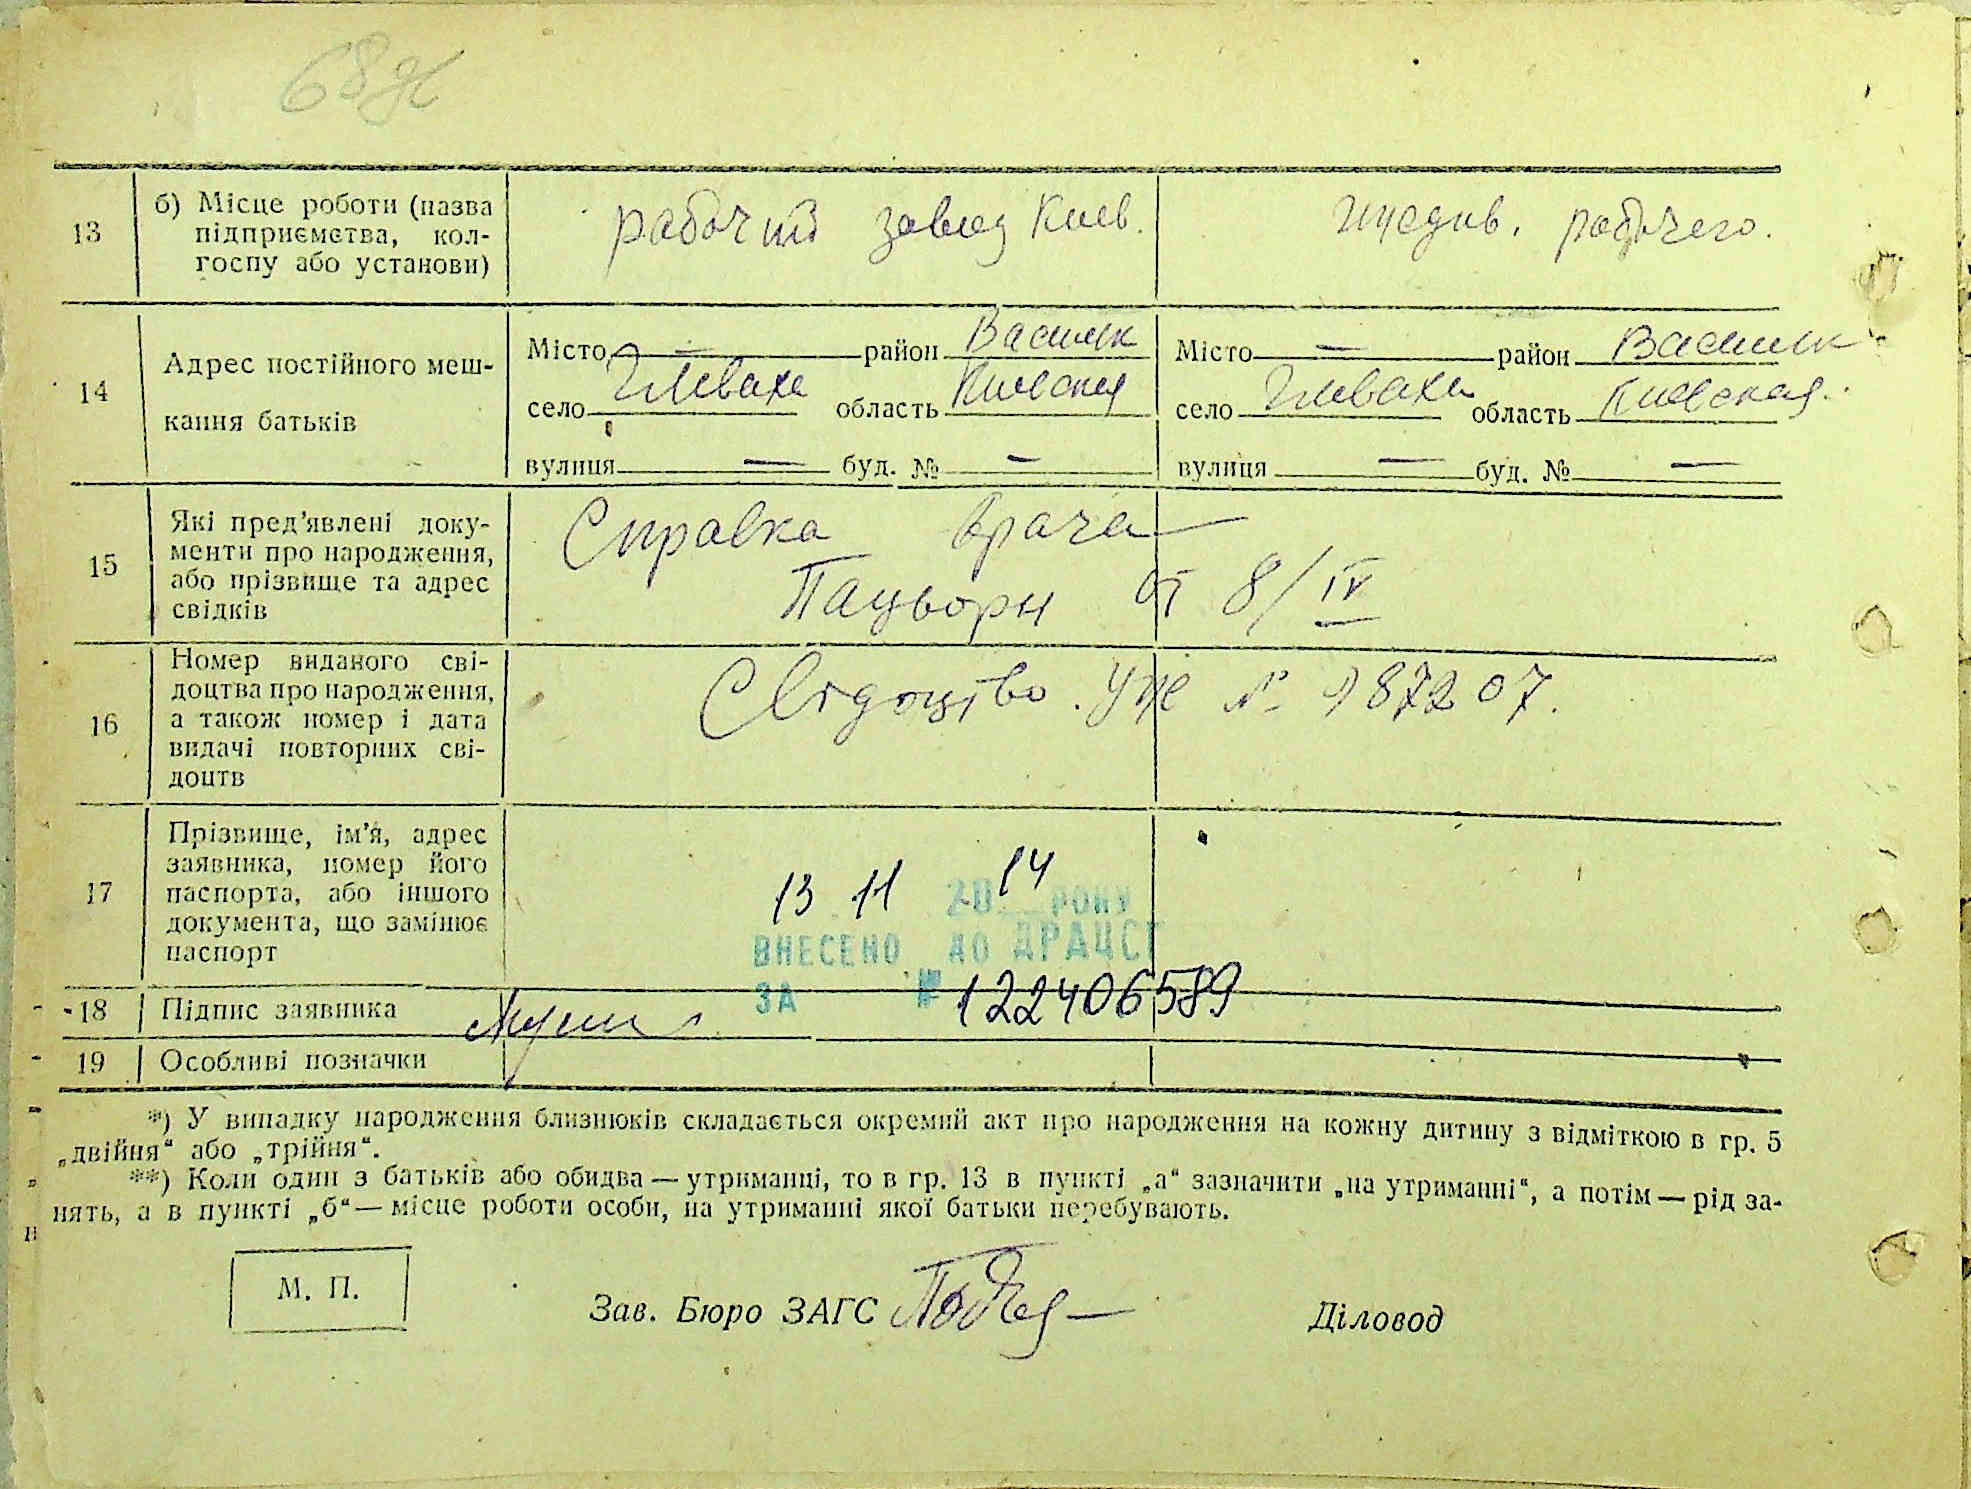 68
13
б) Місце роботи (назва
підприємства, кол-
госпу або установи)
рабочий завод Киев.
иждив. рабочего.
14
Адрес постійного меш-
кання батьків
Місто — район Василек
село Глеваха область Киевская
вулиця — буд. № —
Місто — район Василек
село Глеваха область Киевская.
вулиця — буд. № —
15
Які пред'явлені доку-
менти про народження,
або прізвище та адрес
свідків
Справка врача
от 8/IV
16
Номер виданого сві-
доцтва про народження,
а також номер і дата
видачі повторних сві-
доцтв
Свідоцтво № 187207.
17
Прізвище, ім'я, адрес
заявника, номер його
паспорта, або іншого
документа, що замінює
паспорт
13 11 2014 року
ВНЕСЕНО ДО ДРАЦСГ
ЗА № 122406589
18
Підпис заявника
19
Особливі позначки
*) У випадку народження близнюків складається окремий акт про народження на кожну дитину з відміткою в гр. 5
„двійня“ або „трійня“.
**) Коли один з батьків або обидва — утриманці, то в гр. 13 в пункті „а“ зазначити „на утриманні“, а потім — рід за-
нять, а в пункті „б“ — місце роботи особи, на утриманні якої батьки перебувають.
М. П.
Зав. Бюро ЗАГС
Діловод